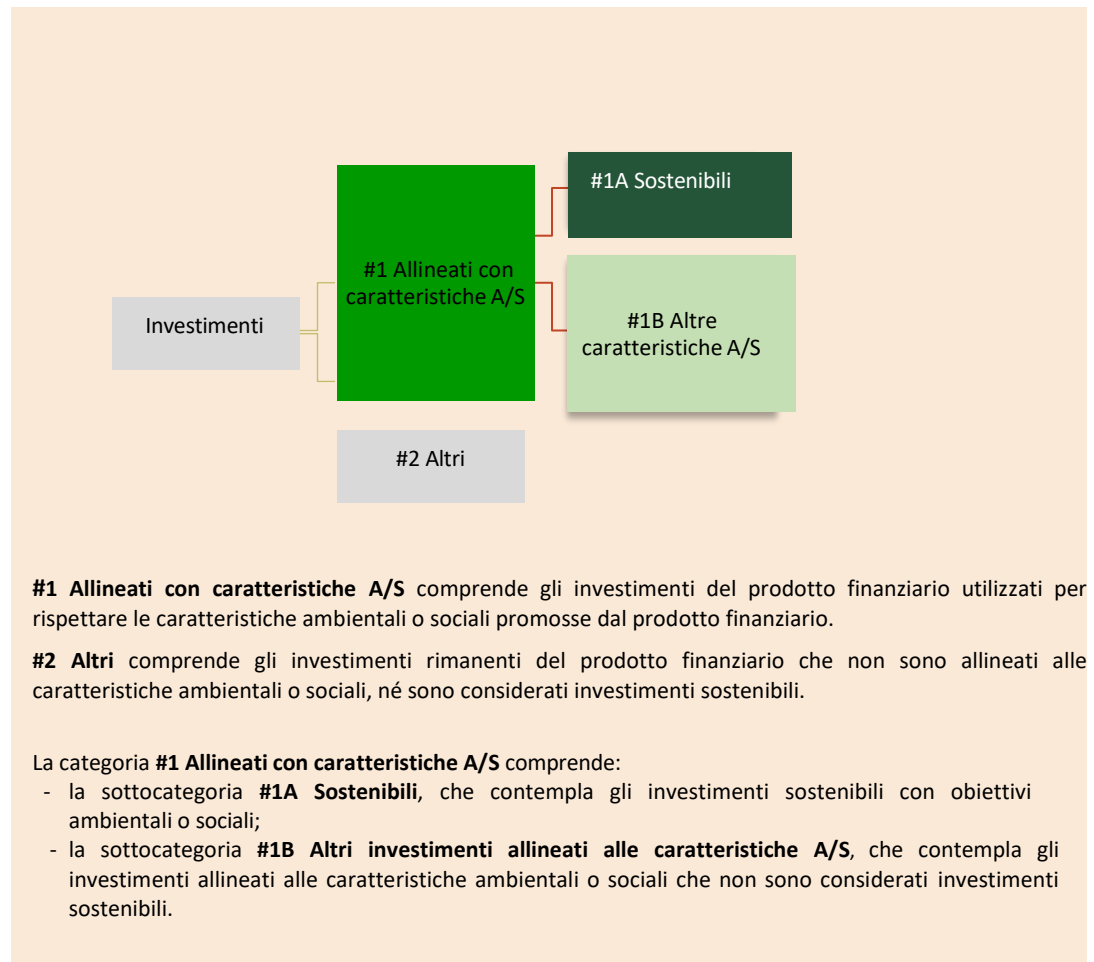 #1A Sostenibili
#1 Allineati con
caratteristiche A/S
Investimenti
#1B Altre
caratteristiche A/S
#2 Altri
#1 Allineati con caratteristiche A/S comprende gli investimenti del prodotto finanziario utilizzati per
rispettare le caratteristiche ambientali o sociali promosse dal prodotto finanziario.
#2 Altri comprende gli investimenti rimanenti del prodotto finanziario che non sono allineati alle
caratteristiche ambientali o sociali, né sono considerati investimenti sostenibili.
La categoria #1 Allineati con caratteristiche A/S comprende:
- la sottocategoria #1A Sostenibili, che contempla gli investimenti sostenibili con obiettivi
ambientali o sociali;
- la sottocategoria #1B Altri investimenti allineati alle caratteristiche A/S, che contempla gli
investimenti allineati alle caratteristiche ambientali o sociali che non sono considerati investimenti
sostenibili.